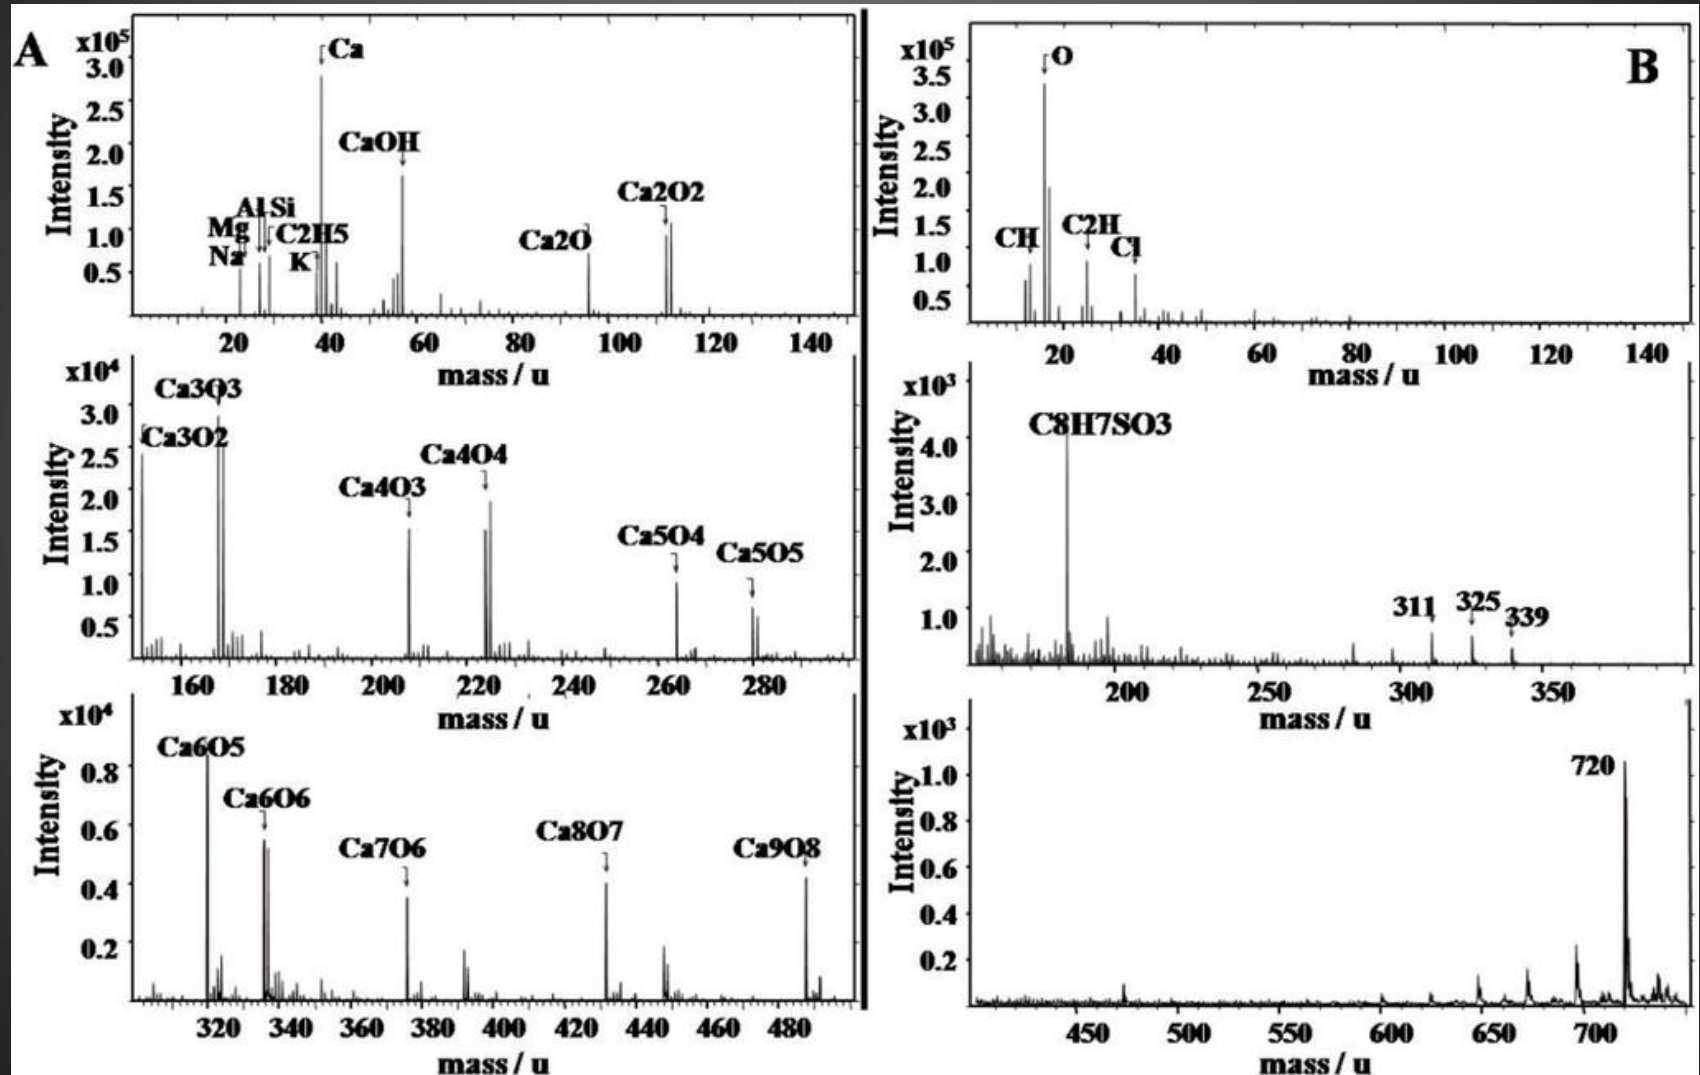 A
x10⁵
3.0
2.5
2.0
1.5
1.0
0.5
Intensity
Ca
CaOH
Al Si
Mg
C2H5
Na
K
Ca2O
Ca2O2
20 40 60 80 100 120 140
mass / u
x10⁴
3.0
2.5
2.0
1.5
1.0
0.5
Intensity
Ca3O3
Ca3O2
Ca4O3
Ca4O4
Ca5O4
Ca5O5
160 180 200 220 240 260 280
mass / u
x10⁴
0.8
0.6
0.4
0.2
Intensity
Ca6O5
Ca6O6
Ca7O6
Ca8O7
Ca9O8
320 340 360 380 400 420 440 460 480
mass / u
B
x10⁵
3.5
3.0
2.5
2.0
1.5
1.0
0.5
Intensity
O
CH
C2H
Cl
20 40 60 80 100 120 140
mass / u
x10³
4.0
3.0
2.0
1.0
Intensity
C8H7SO3
311
325
339
200 250 300 350
mass / u
x10³
1.0
0.8
0.6
0.4
0.2
Intensity
720
450 500 550 600 650 700
mass / u